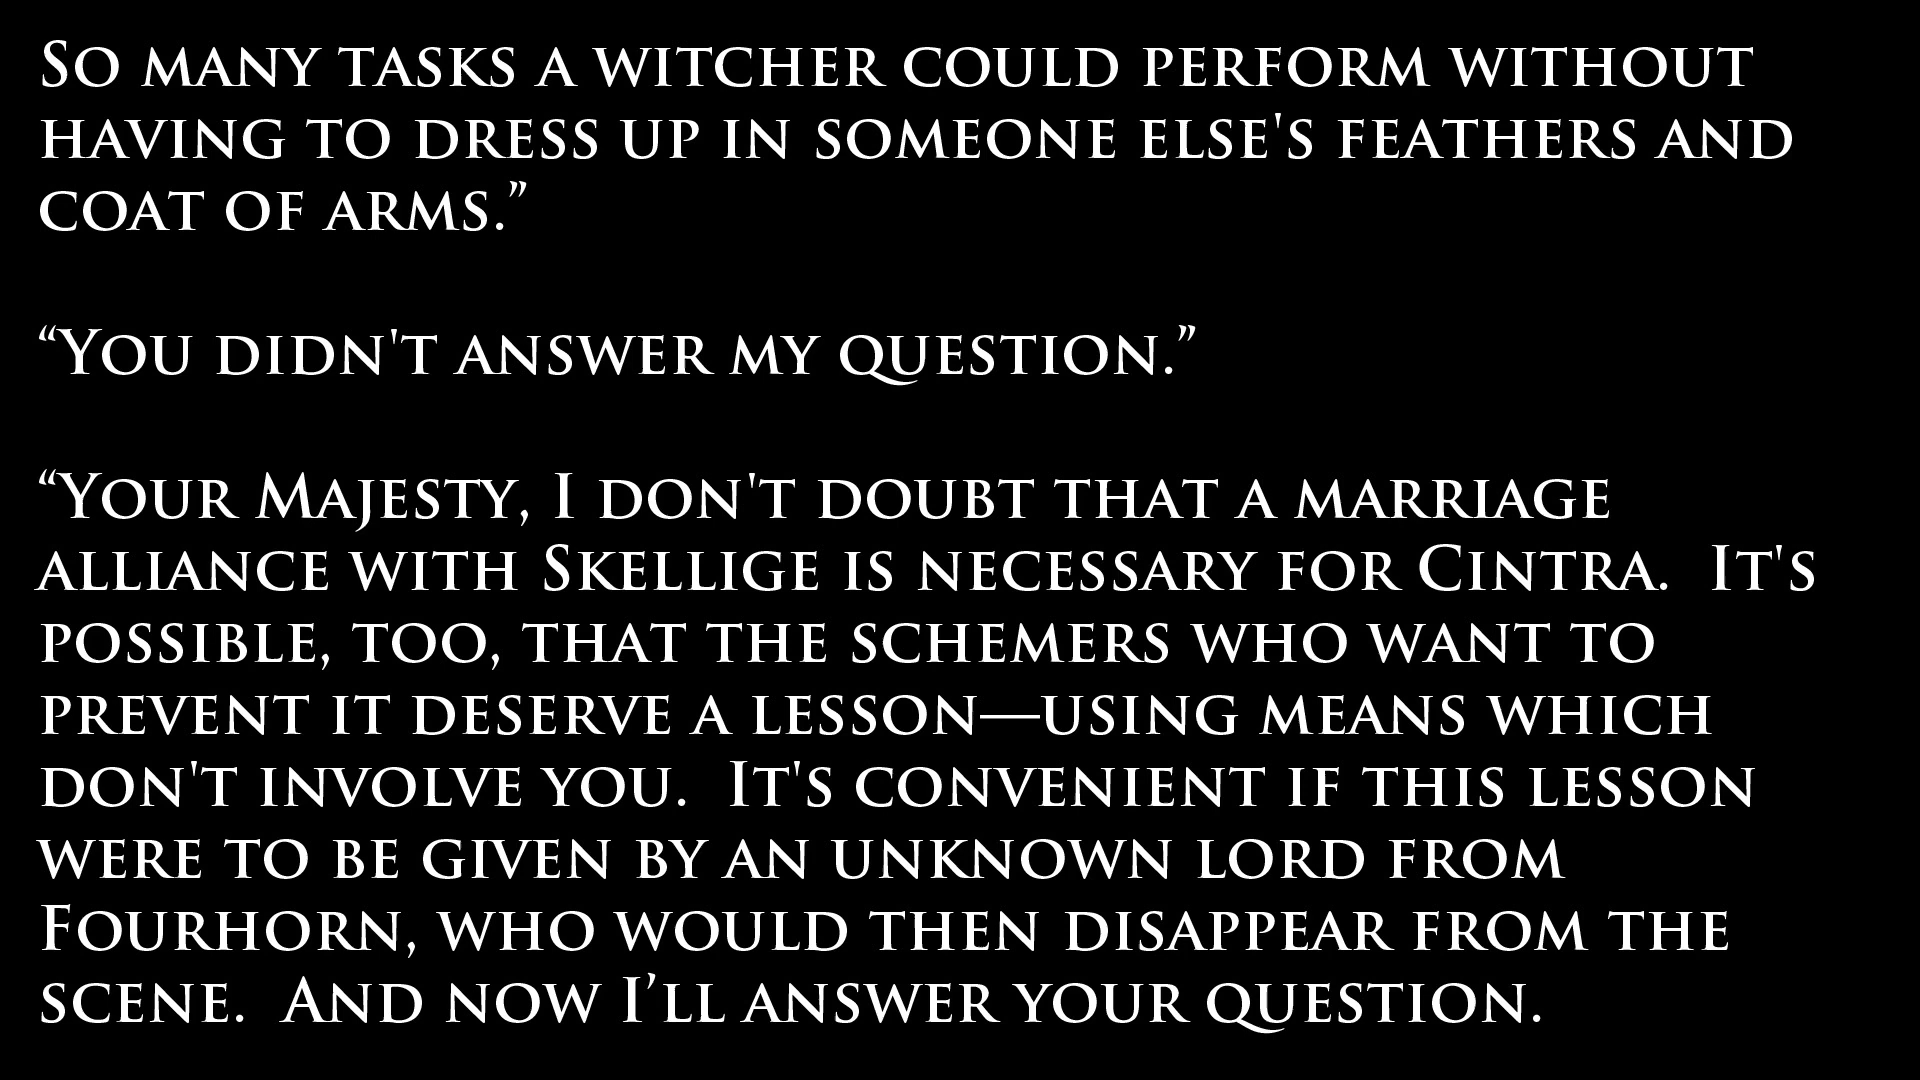 So many tasks a witcher could perform without
having to dress up in someone else's feathers and
coat of arms.”
“You didn't answer my question.”
“Your Majesty, I don't doubt that a marriage
alliance with Skellige is necessary for Cintra.  It's
possible, too, that the schemers who want to
prevent it deserve a lesson—using means which
don't involve you.  It's convenient if this lesson
were to be given by an unknown lord from
Fourhorn, who would then disappear from the
scene.  And now I’ll answer your question.